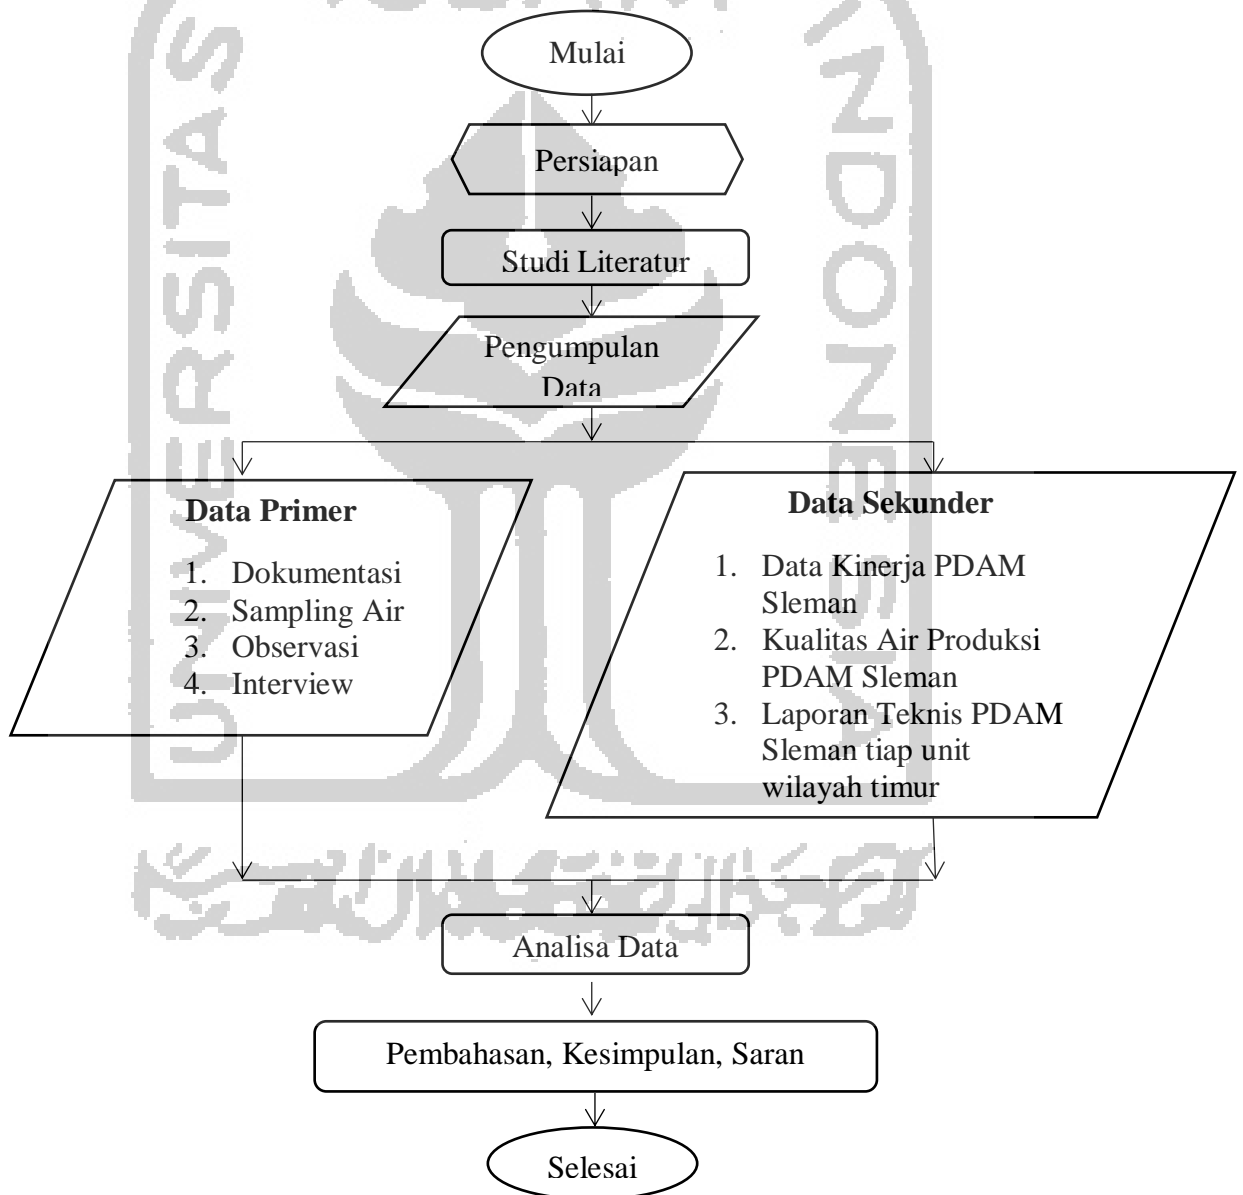 Mulai
Persiapan
Studi Literatur
Pengumpulan
Data
Data Primer
1. Dokumentasi
2. Sampling Air
3. Observasi
4. Interview
Data Sekunder
1. Data Kinerja PDAM
Sleman
2. Kualitas Air Produksi
PDAM Sleman
3. Laporan Teknis PDAM
Sleman tiap unit
wilayah timur
Analisa Data
Pembahasan, Kesimpulan, Saran
Selesai
UNIVERSITAS
INDONESIA